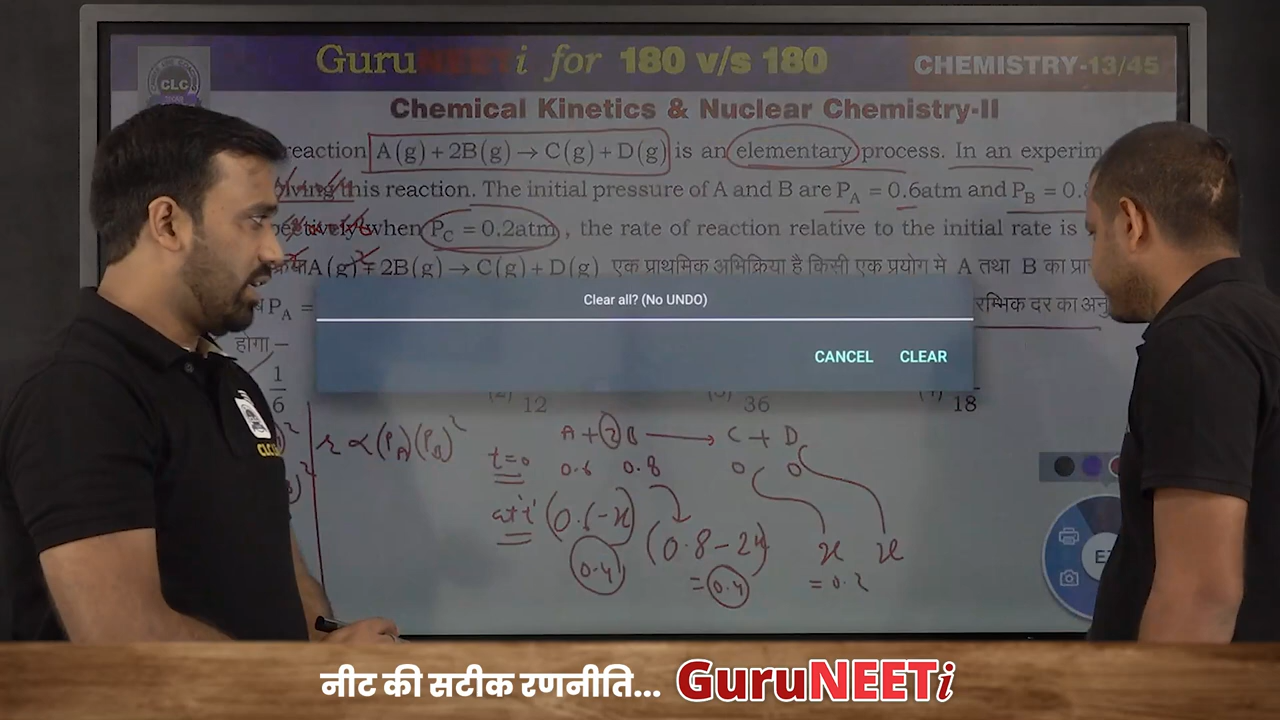 GuruNEETi for 180 v/s 180
CHEMISTRY-13/45
CLC
Chemical Kinetics & Nuclear Chemistry-II
reaction A(g) + 2B(g) → C(g) + D(g) is an elementary process. In an experim
this reaction. The initial pressure of A and B are P_A = 0.6atm and P_B = 0.8
when P_C = 0.2atm, the rate of reaction relative to the initial rate is
A(g) + 2B(g) → C(g) + D(g) एक प्राथमिक अभिक्रिया है किसी एक प्रयोग मे A तथा B का प्रा
P_A =
रम्भिक दर का अनु
होगा –
Clear all? (No UNDO)
CANCEL CLEAR
1/6 (2) 12 (3) 36 18
A + 2B → C + D
r ∝ (P_A)(P_B)²
t=0 0.6 0.8 0 0
at 't' (0.6-x) (0.8-2x) x x
0.4 = 0.4 = 0.2
CLC
नीट की सटीक रणनीति... GuruNEETi